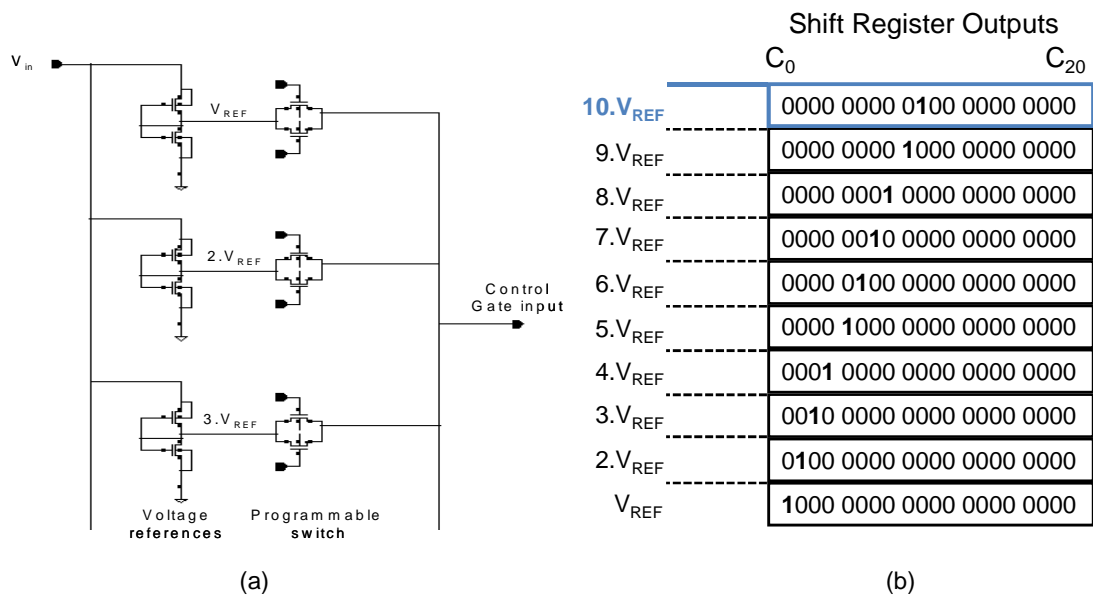 V in
V REF
2.V REF
Control
Gate input
3.V REF
Voltage
references
Programmable
switch
(a)
Shift Register Outputs
C0 C20
10.VREF 0000 0000 0100 0000 0000
9.VREF 0000 0000 1000 0000 0000
8.VREF 0000 0001 0000 0000 0000
7.VREF 0000 0010 0000 0000 0000
6.VREF 0000 0100 0000 0000 0000
5.VREF 0000 1000 0000 0000 0000
4.VREF 0001 0000 0000 0000 0000
3.VREF 0010 0000 0000 0000 0000
2.VREF 0100 0000 0000 0000 0000
VREF 1000 0000 0000 0000 0000
(b)